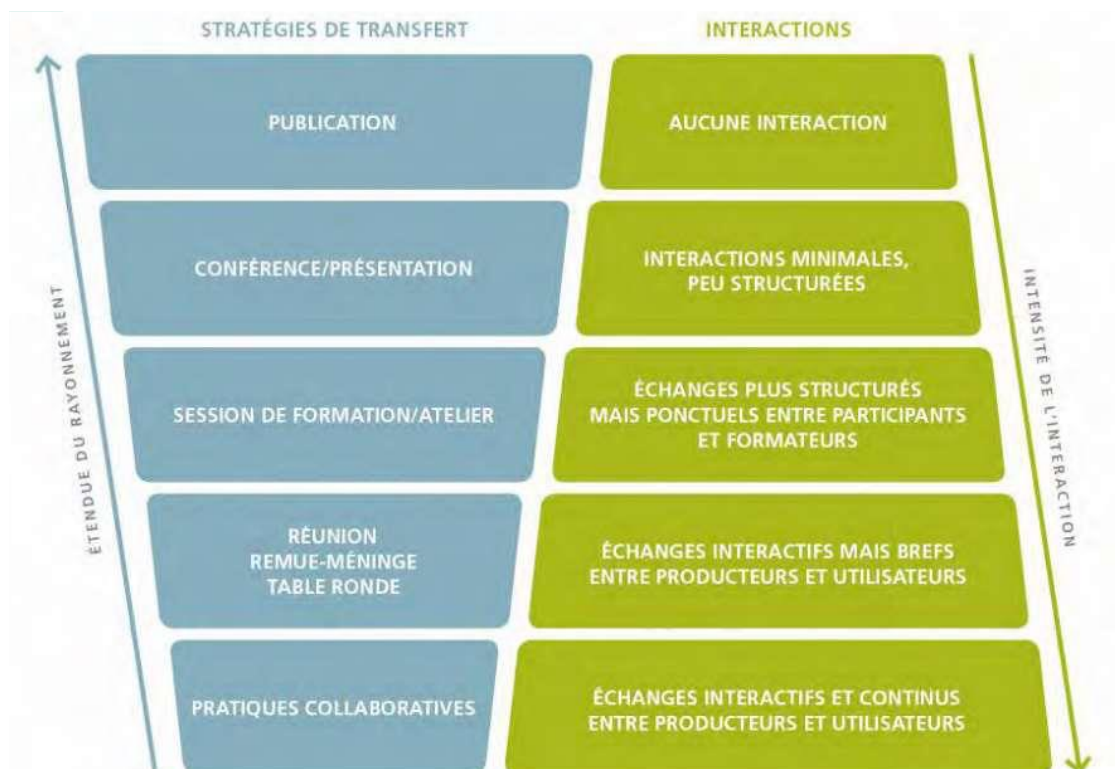 STRATÉGIES DE TRANSFERT
INTERACTIONS
PUBLICATION
AUCUNE INTERACTION
CONFÉRENCE/PRÉSENTATION
INTERACTIONS MINIMALES,
PEU STRUCTURÉES
SESSION DE FORMATION/ATELIER
ÉCHANGES PLUS STRUCTURÉS
MAIS PONCTUELS ENTRE PARTICIPANTS
ET FORMATEURS
RÉUNION
REMUE-MÉNINGE
TABLE RONDE
ÉCHANGES INTERACTIFS MAIS BREFS
ENTRE PRODUCTEURS ET UTILISATEURS
PRATIQUES COLLABORATIVES
ÉCHANGES INTERACTIFS ET CONTINUS
ENTRE PRODUCTEURS ET UTILISATEURS
ÉTENDUE DU RAYONNEMENT
INTENSITÉ DE L'INTERACTION